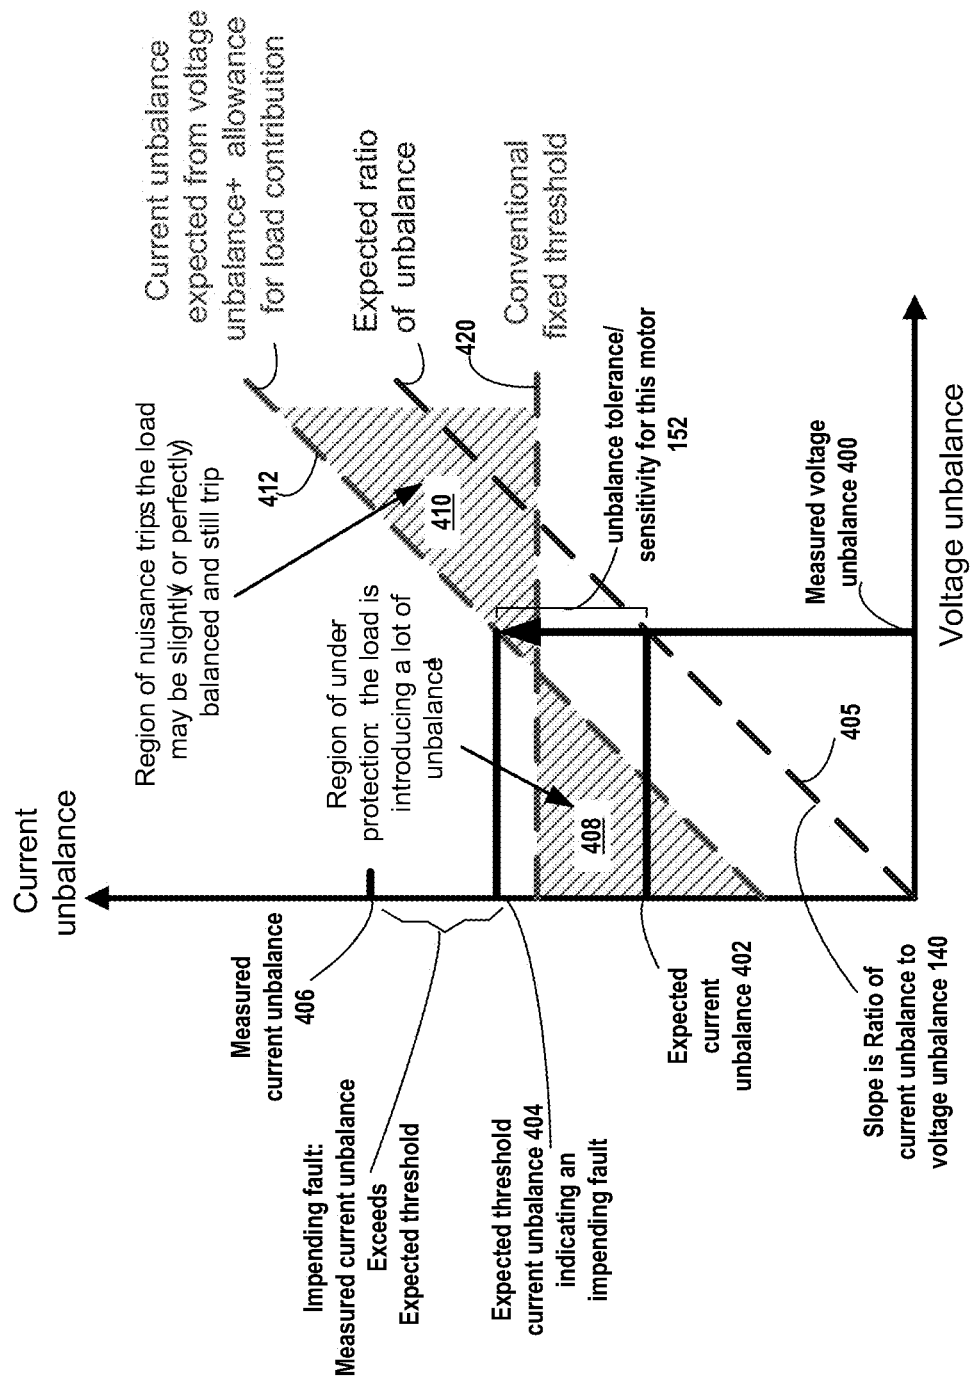 Current
unbalance
Current unbalance
expected from voltage
unbalance+ allowance
for load contribution
Expected ratio
of unbalance
Conventional
fixed threshold
420
412
Region of nuisance trips: the load
may be slightly (or perfectly)
balanced and still trip
410
Region of under
protection: the load is
introducing a lot of
unbalance
408
unbalance tolerance/
sensitivity for this motor
152
Measured voltage
unbalance 400
Voltage unbalance
405
Measured
current unbalance
406
Impending fault:
Measured current unbalance
Exceeds
Expected threshold
Expected threshold
current unbalance 404
indicating an
impending fault
Expected
current
unbalance 402
Slope is Ratio of
current unbalance to
voltage unbalance 140